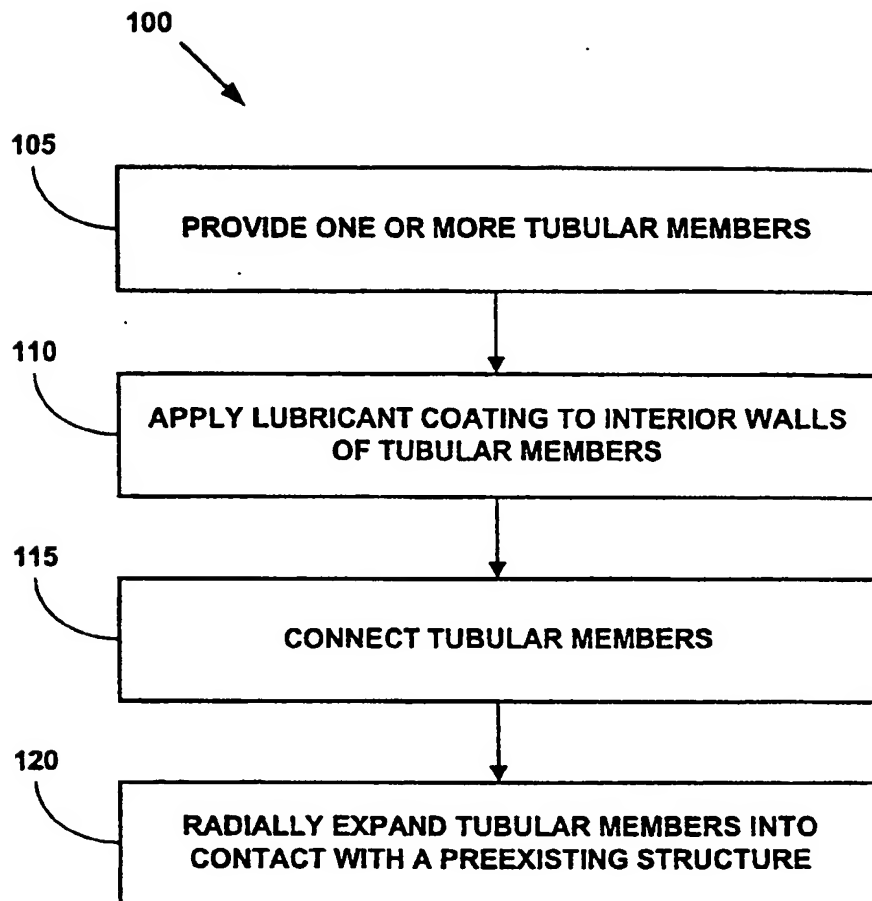 100
105
PROVIDE ONE OR MORE TUBULAR MEMBERS
110
APPLY LUBRICANT COATING TO INTERIOR WALLS
OF TUBULAR MEMBERS
115
CONNECT TUBULAR MEMBERS
120
RADIALLY EXPAND TUBULAR MEMBERS INTO
CONTACT WITH A PREEXISTING STRUCTURE